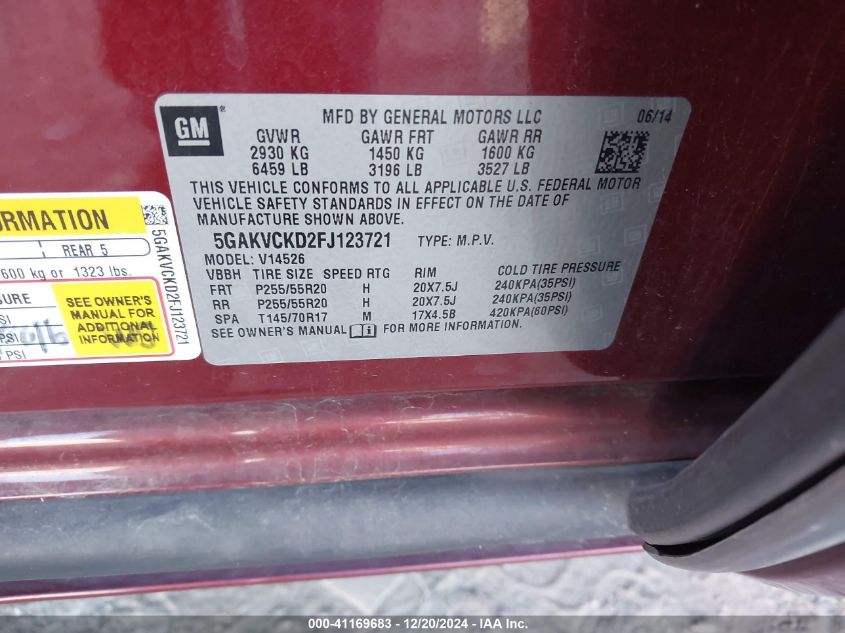 GM®
MFD BY GENERAL MOTORS LLC 06/14
GVWR GAWR FRT GAWR RR
2930 KG 1450 KG 1600 KG
6459 LB 3196 LB 3527 LB
THIS VEHICLE CONFORMS TO ALL APPLICABLE U.S. FEDERAL MOTOR
VEHICLE SAFETY STANDARDS IN EFFECT ON THE DATE OF
MANUFACTURE SHOWN ABOVE.
5GAKVCKD2FJ123721 TYPE: M.P.V.
MODEL: V14526
VBBH TIRE SIZE SPEED RTG RIM COLD TIRE PRESSURE
FRT P255/55R20 H 20X7.5J 240KPA(35PSI)
RR P255/55R20 H 20X7.5J 240KPA(35PSI)
SPA T145/70R17 M 17X4.5B 420KPA(60PSI)
SEE OWNER'S MANUAL i FOR MORE INFORMATION.
REAR 5
600 kg or 1323 lbs.
SEE OWNER'S
MANUAL FOR
ADDITIONAL
INFORMATION
PSI
PSI
PSI
5GAKVCKD2FJ123721
000-41169683 / 12/20/2024 - IAAI.COM.